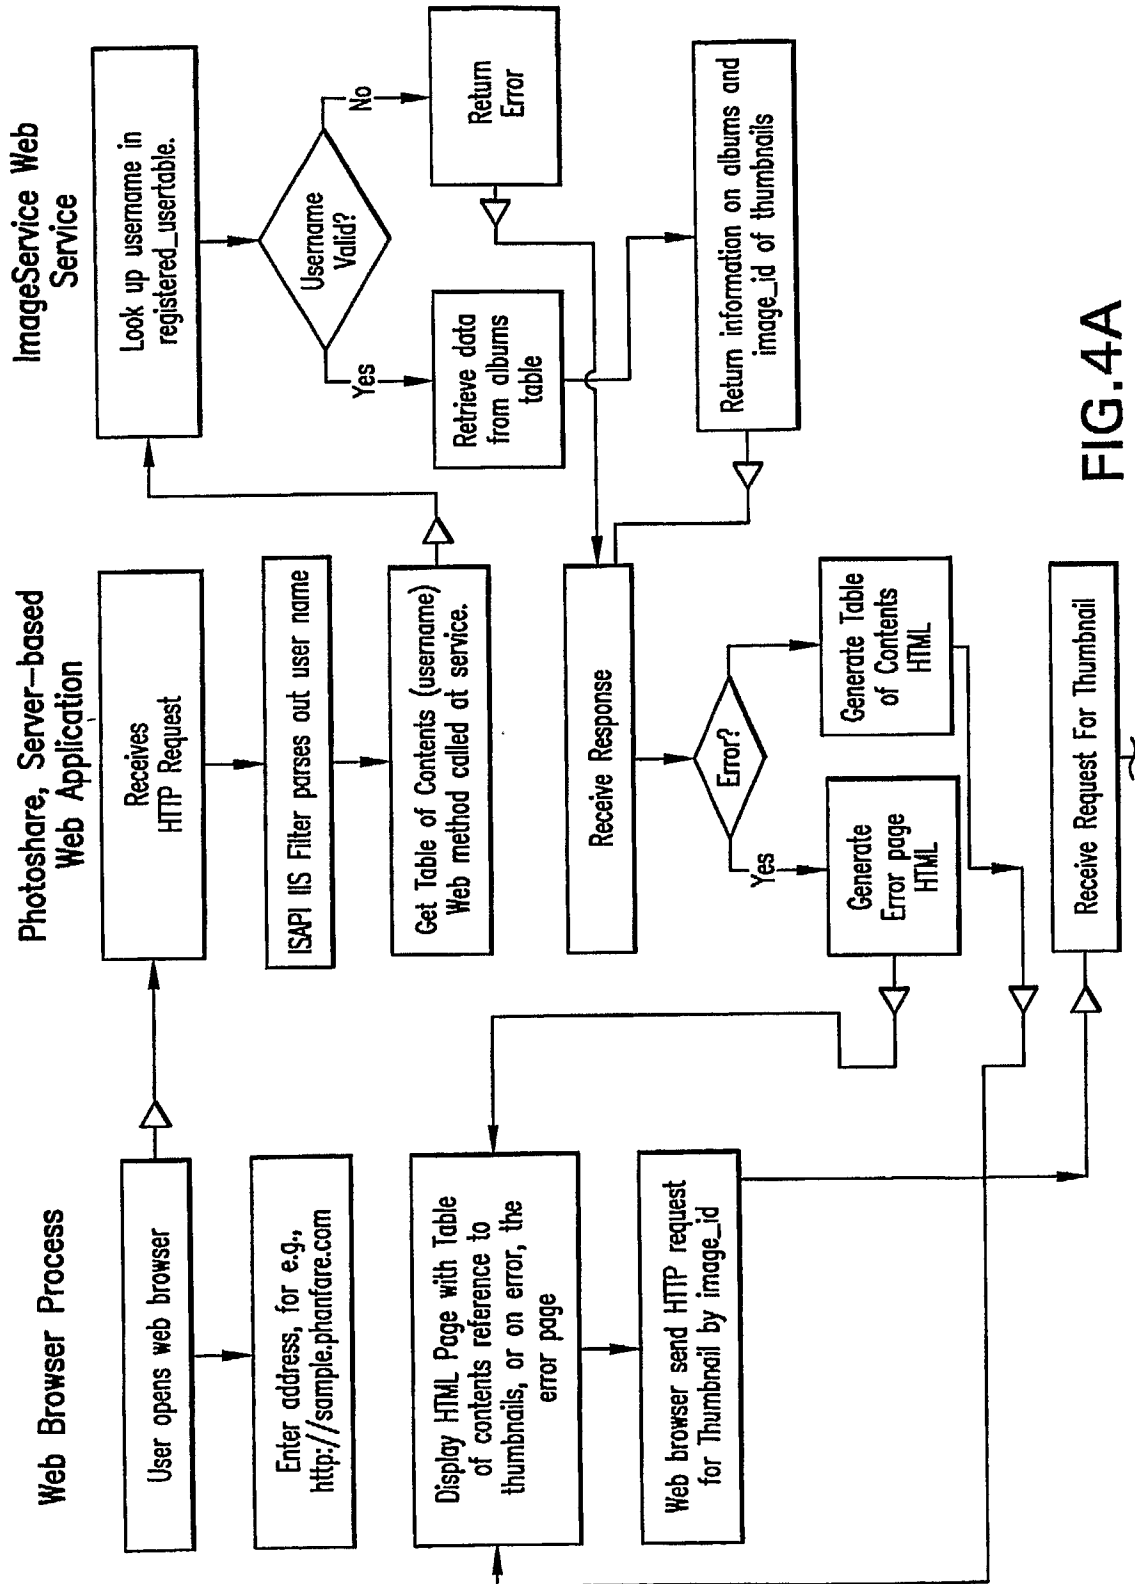 Web Browser Process
User opens web browser
Enter address, for e.g.,
http://sample.phanfare.com
Display HTML Page with Table
of contents reference to
thumbnails, or on error, the
error page
Web browser send HTTP request
for Thumbnail by image_id
Photoshare, Server-based
Web Application
Receives
HTTP Request
ISAPI IIS Filter parses out user name
Get Table of Contents (username)
Web method called at service.
Receive Response
Error?
Yes
Generate
Error page
HTML
Generate Table
of Contents
HTML
Receive Request For Thumbnail
ImageService Web
Service
Look up username in
registered_usertable.
Username
Valid?
Yes
No
Retrieve data
from albums
table
Return
Error
Return information on albums and
image_id of thumbnails
FIG.4A